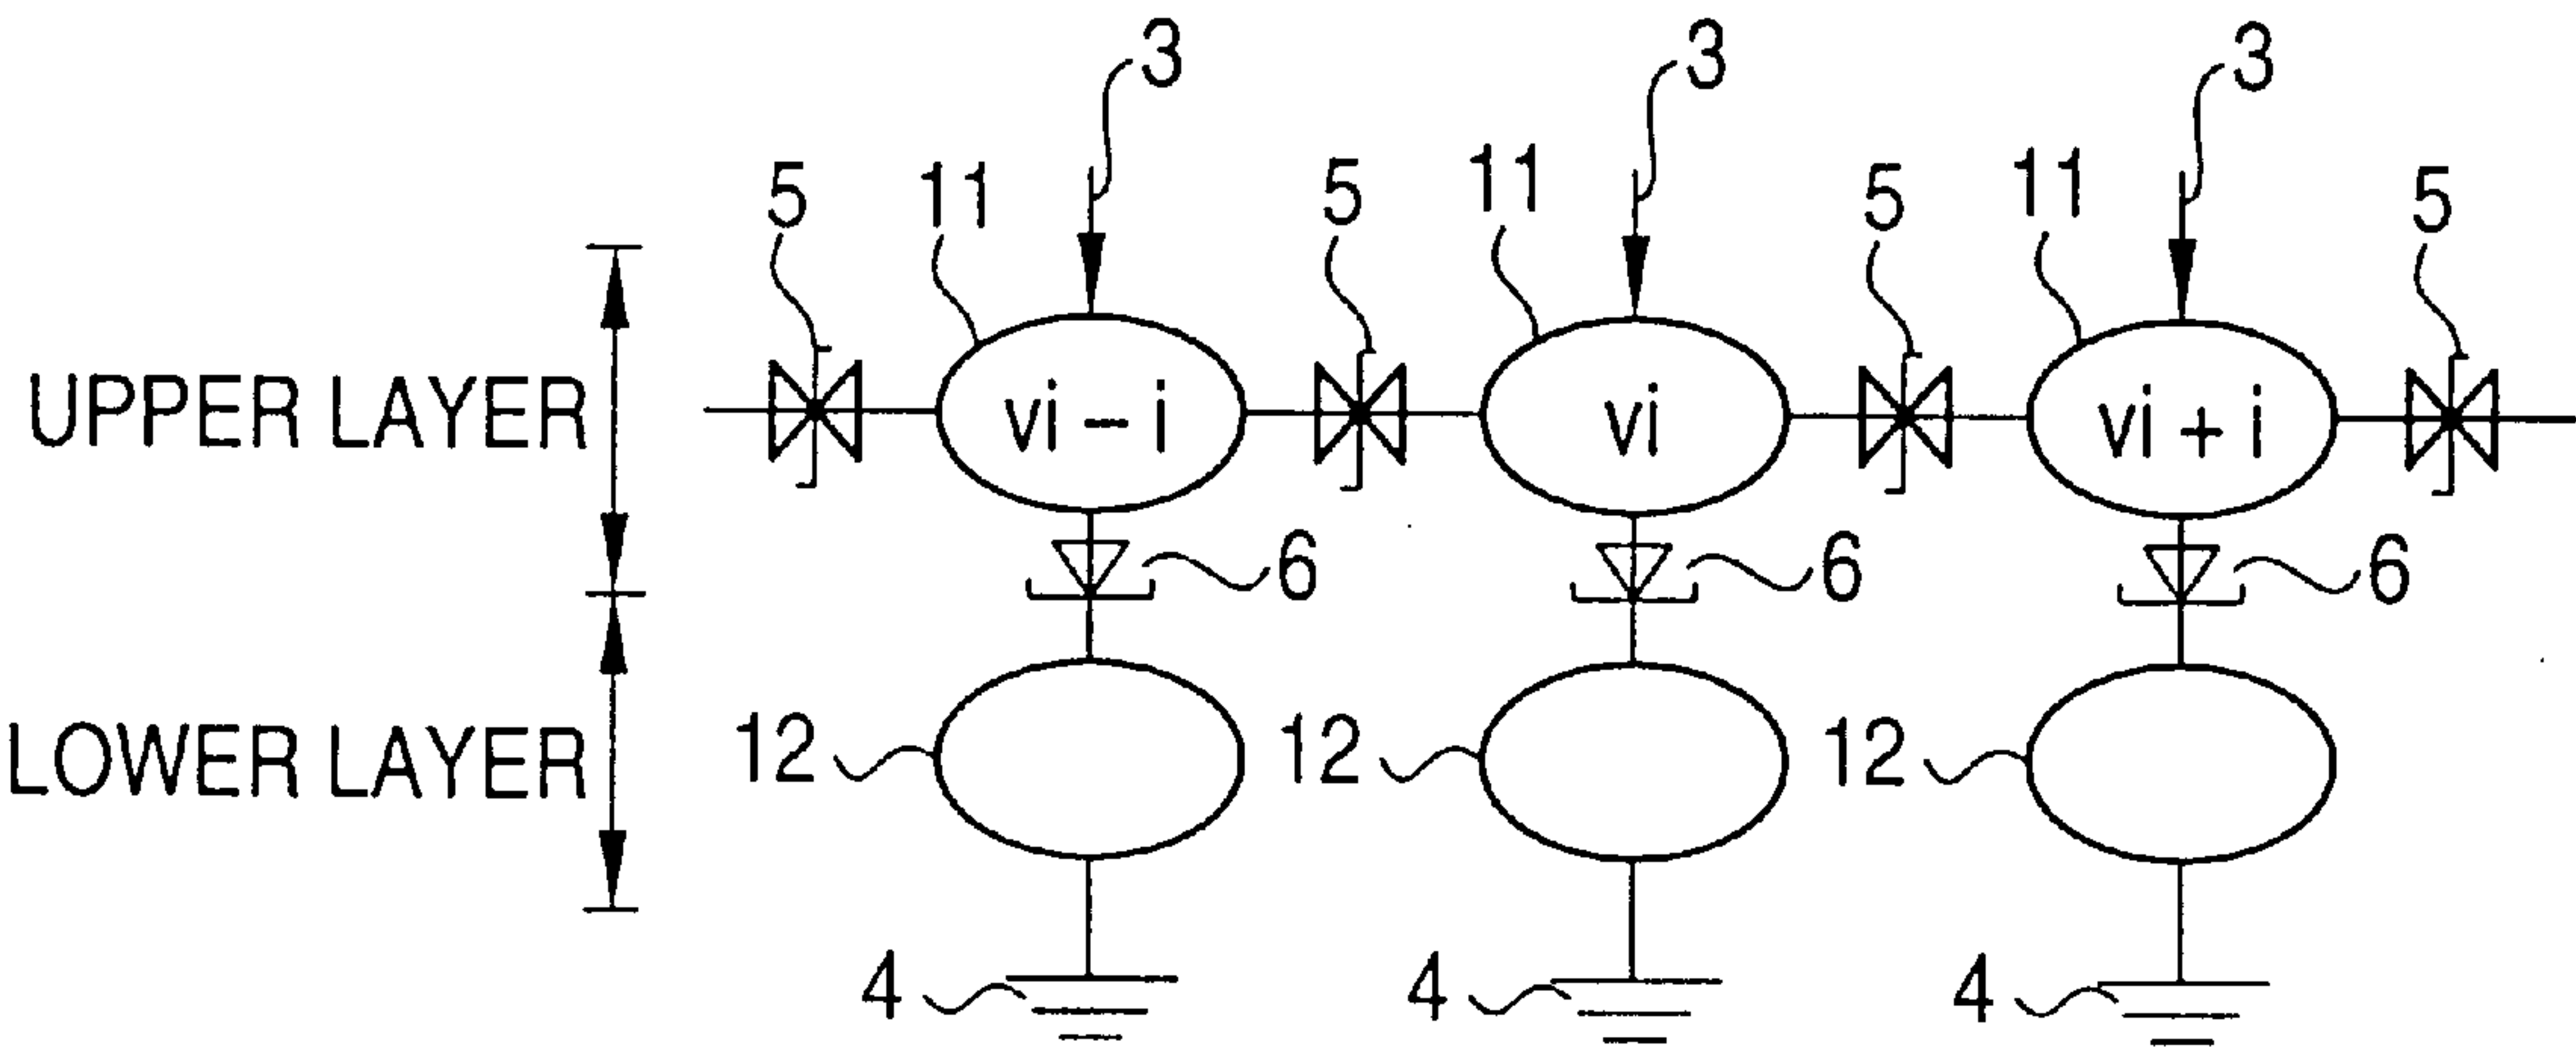 3 3 3
5 11 5 11 5 11 5
UPPER LAYER vi – i vi vi + i
6 6 6
LOWER LAYER 12 12 12
4 4 4